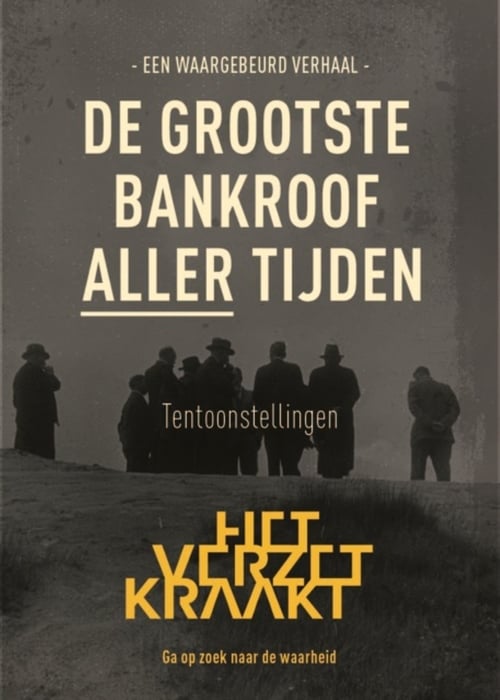 - EEN WAARGEBEURD VERHAAL -
DE GROOTSTE
BANKROOF
ALLER TIJDEN
Tentoonstellingen
HET
VERZET
KRAAKT
Ga op zoek naar de waarheid